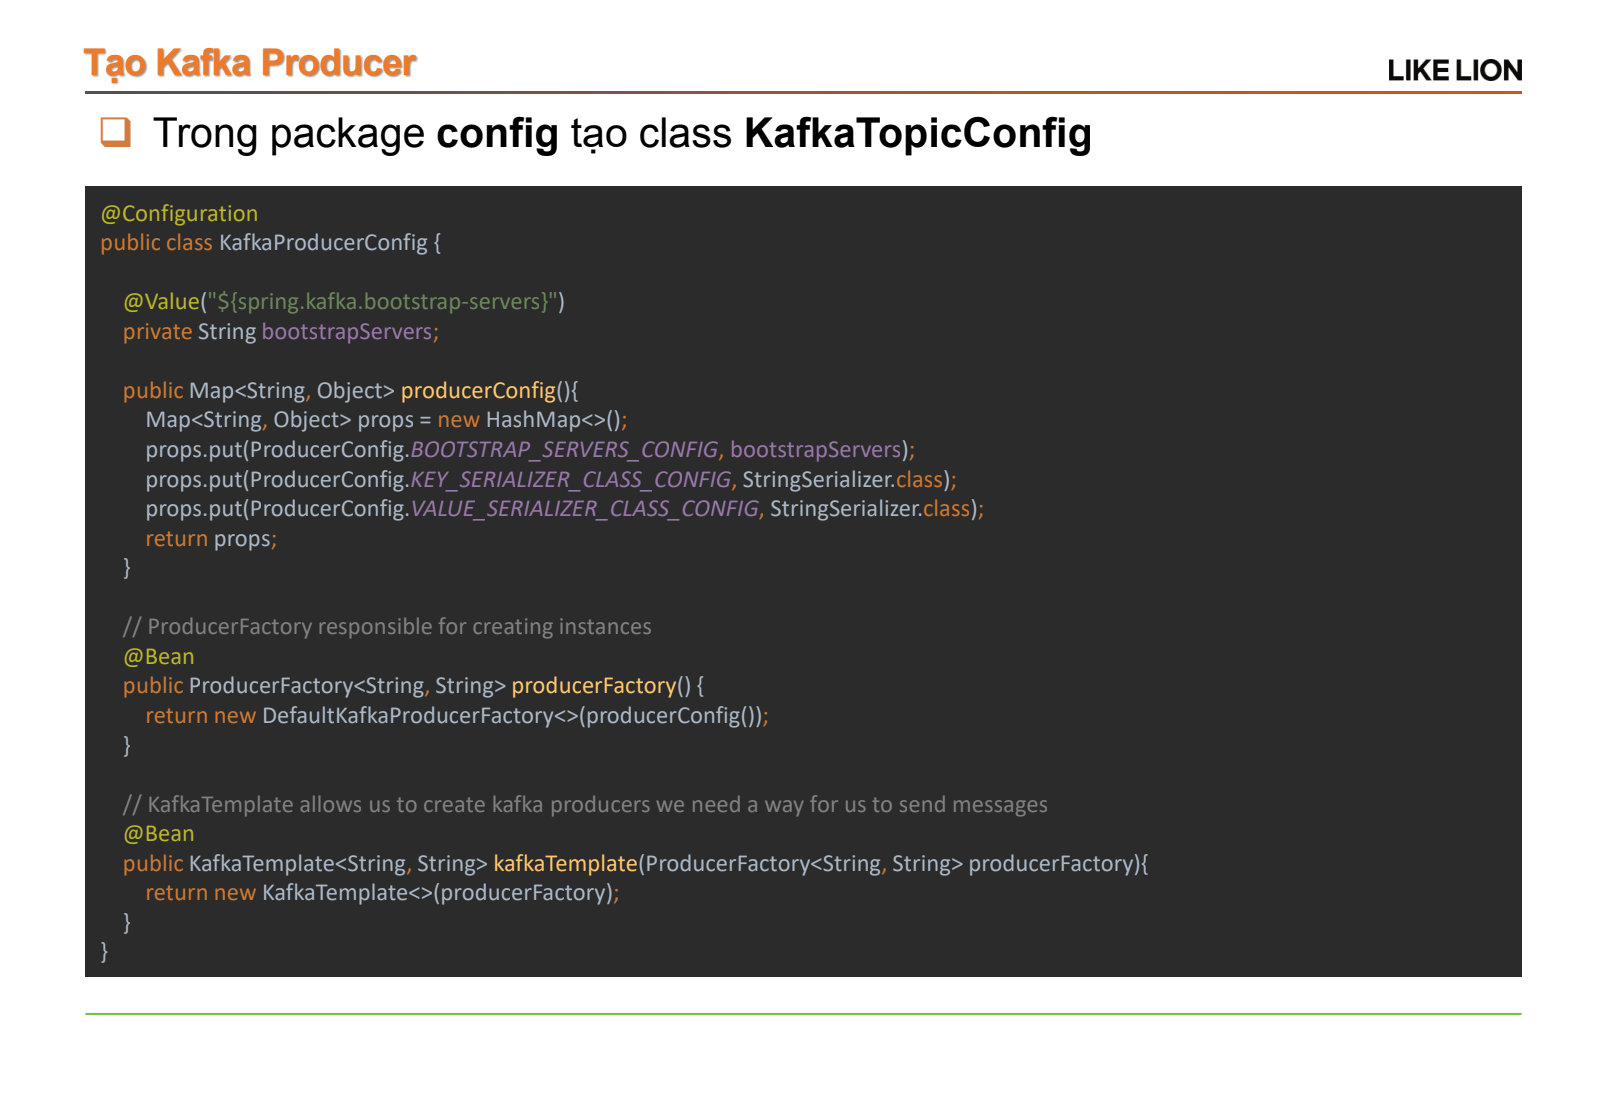 Tạo Kafka Producer
LIKE LION
Trong package config tạo class KafkaTopicConfig
@Configuration
public class KafkaProducerConfig {
@Value("${spring.kafka.bootstrap-servers}")
private String bootstrapServers;
public Map<String, Object> producerConfig(){
Map<String, Object> props = new HashMap<>();
props.put(ProducerConfig.BOOTSTRAP_SERVERS_CONFIG, bootstrapServers);
props.put(ProducerConfig.KEY_SERIALIZER_CLASS_CONFIG, StringSerializer.class);
props.put(ProducerConfig.VALUE_SERIALIZER_CLASS_CONFIG, StringSerializer.class);
return props;
}
// ProducerFactory responsible for creating instances
@Bean
public ProducerFactory<String, String> producerFactory() {
return new DefaultKafkaProducerFactory<>(producerConfig());
}
// KafkaTemplate allows us to create kafka producers we need a way for us to send messages
@Bean
public KafkaTemplate<String, String> kafkaTemplate(ProducerFactory<String, String> producerFactory){
return new KafkaTemplate<>(producerFactory);
}
}